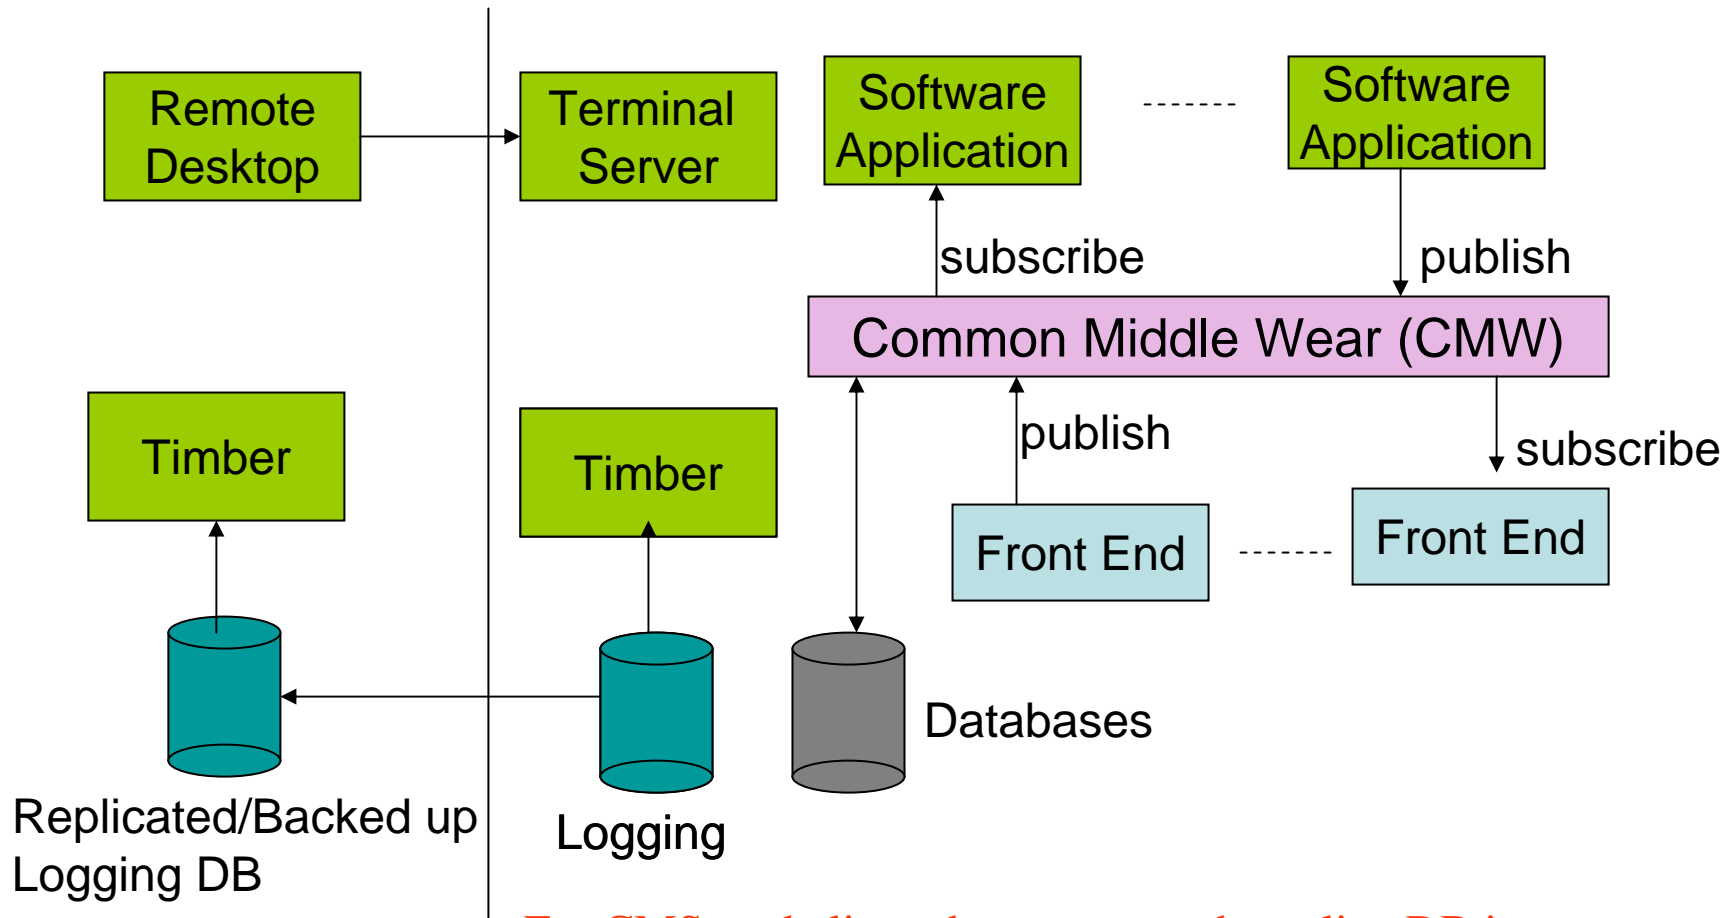 Remote
Desktop
Terminal
Server
Software
Application
Software
Application
subscribe
publish
Common Middle Wear (CMW)
Timber
Timber
publish
subscribe
Front End
Front End
Databases
Replicated/Backed up
Logging DB
Logging